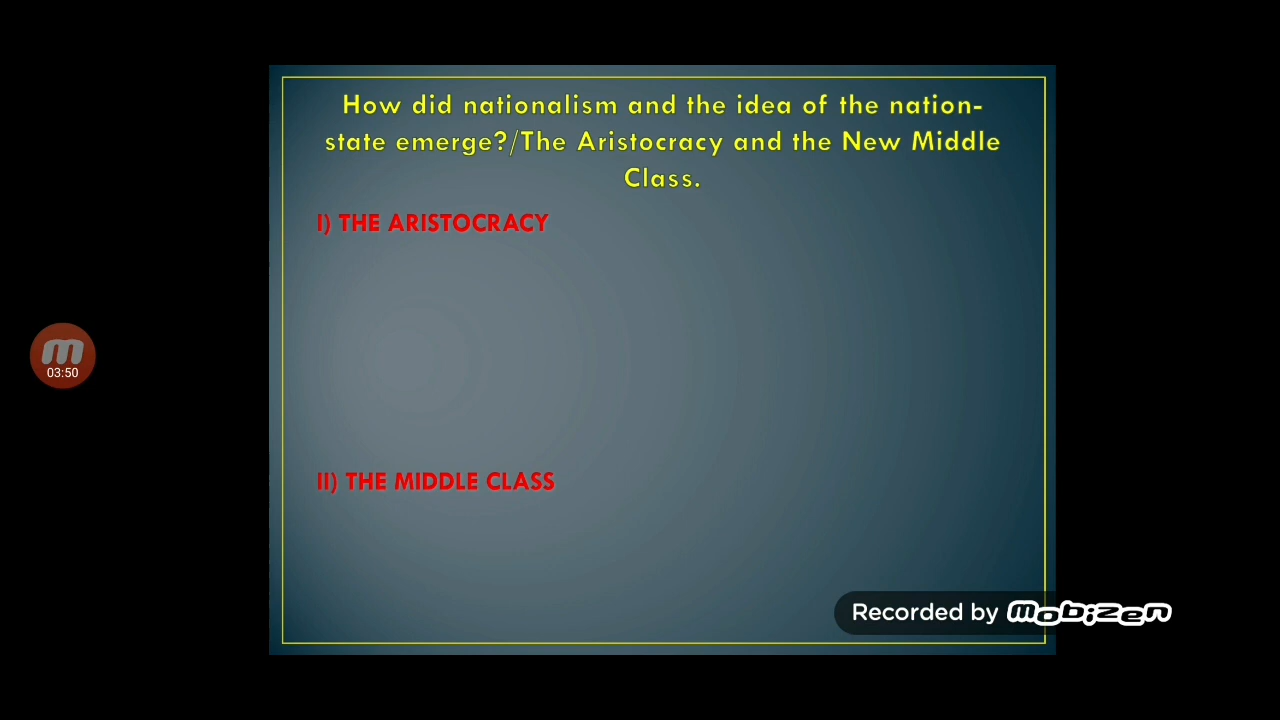 How did nationalism and the idea of the nation-
state emerge?/The Aristocracy and the New Middle
Class.
I) THE ARISTOCRACY
03:50
II) THE MIDDLE CLASS
Recorded by Mobizen